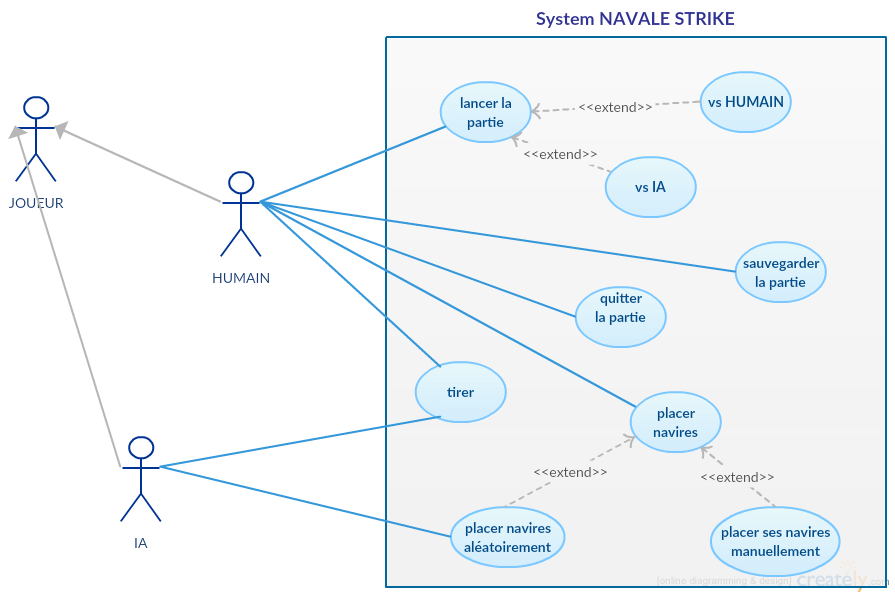 System NAVALE STRIKE
lancer la
partie
<<extend>>
vs HUMAIN
<<extend>>
vs IA
JOUEUR
HUMAIN
sauvegarder
la partie
quitter
la partie
tirer
placer
navires
<<extend>>
<<extend>>
placer navires
aléatoirement
placer ses navires
manuellement
IA
[online diagramming & design] creately.com